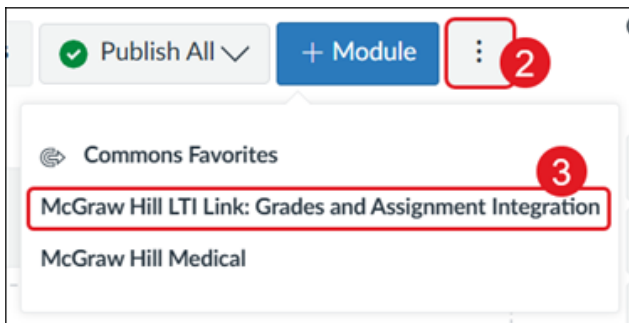 Publish All
+ Module
2
Commons Favorites
3
McGraw Hill LTI Link: Grades and Assignment Integration
McGraw Hill Medical